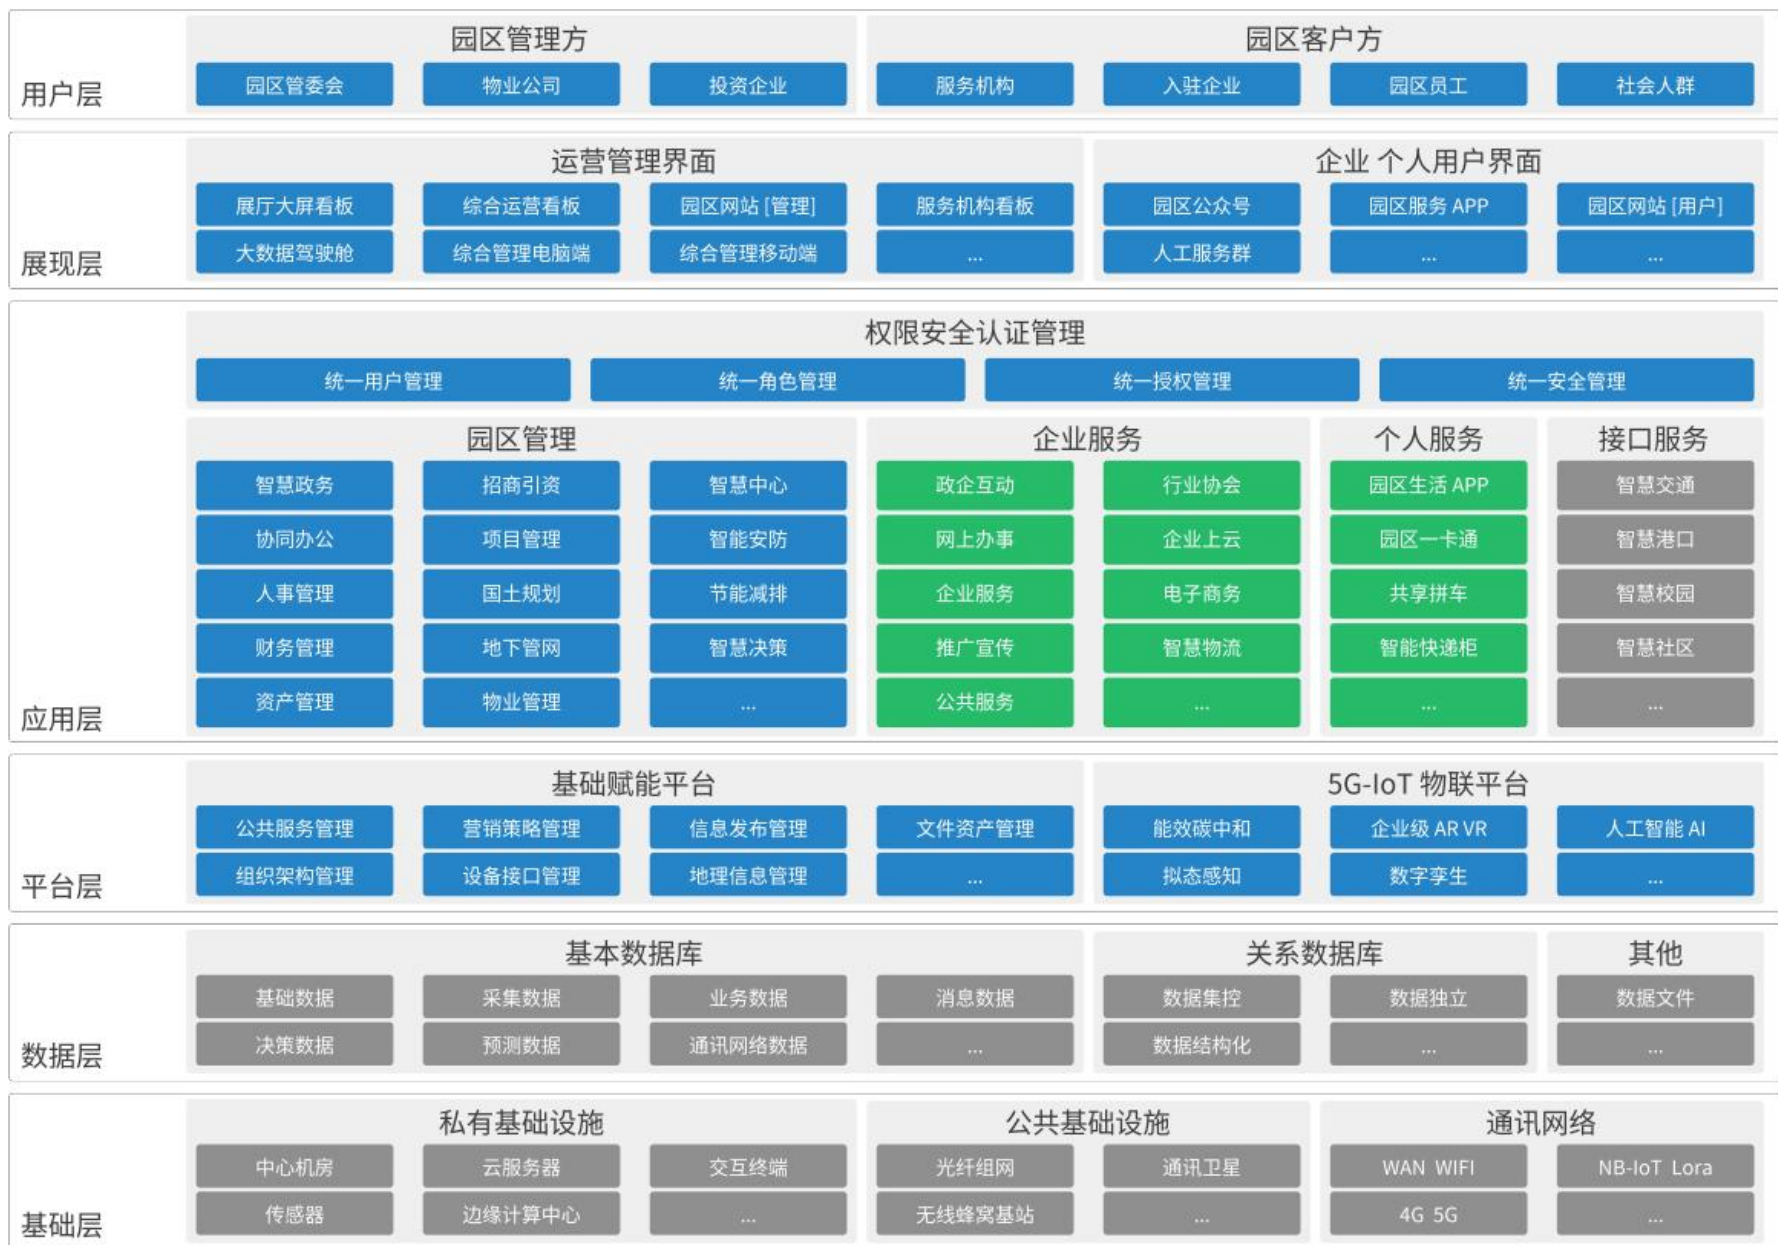 园区管理方 园区客户方
用户层 园区管委会 物业公司 投资企业 服务机构 入驻企业 园区员工 社会人群
运营管理界面 企业 个人用户界面
展厅大屏看板 综合运营看板 园区网站 [管理] 服务机构看板 园区公众号 园区服务 APP 园区网站 [用户]
展现层 大数据驾驶舱 综合管理电脑端 综合管理移动端 ... 人工服务群 ... ...
权限安全认证管理
统一用户管理 统一角色管理 统一授权管理 统一安全管理
园区管理 企业服务 个人服务 接口服务
智慧政务 招商引资 智慧中心 政企互动 行业协会 园区生活 APP 智慧交通
协同办公 项目管理 智能安防 网上办事 企业上云 园区一卡通 智慧港口
人事管理 国土规划 节能减排 企业服务 电子商务 共享拼车 智慧校园
财务管理 地下管网 智慧决策 推广宣传 智慧物流 智能快递柜 智慧社区
应用层 资产管理 物业管理 ... 公共服务 ... ... ...
基础赋能平台 5G-IoT 物联平台
公共服务管理 营销策略管理 信息发布管理 文件资产管理 能效碳中和 企业级 AR VR 人工智能 AI
平台层 组织架构管理 设备接口管理 地理信息管理 ... 拟态感知 数字孪生 ...
基本数据库 关系数据库 其他
基础数据 采集数据 业务数据 消息数据 数据集控 数据独立 数据文件
数据层 决策数据 预测数据 通讯网络数据 ... 数据结构化 ... ...
私有基础设施 公共基础设施 通讯网络
中心机房 云服务器 交互终端 光纤组网 通讯卫星 WAN WIFI NB-IoT Lora
基础层 传感器 边缘计算中心 ... 无线蜂窝基站 ... 4G 5G ...